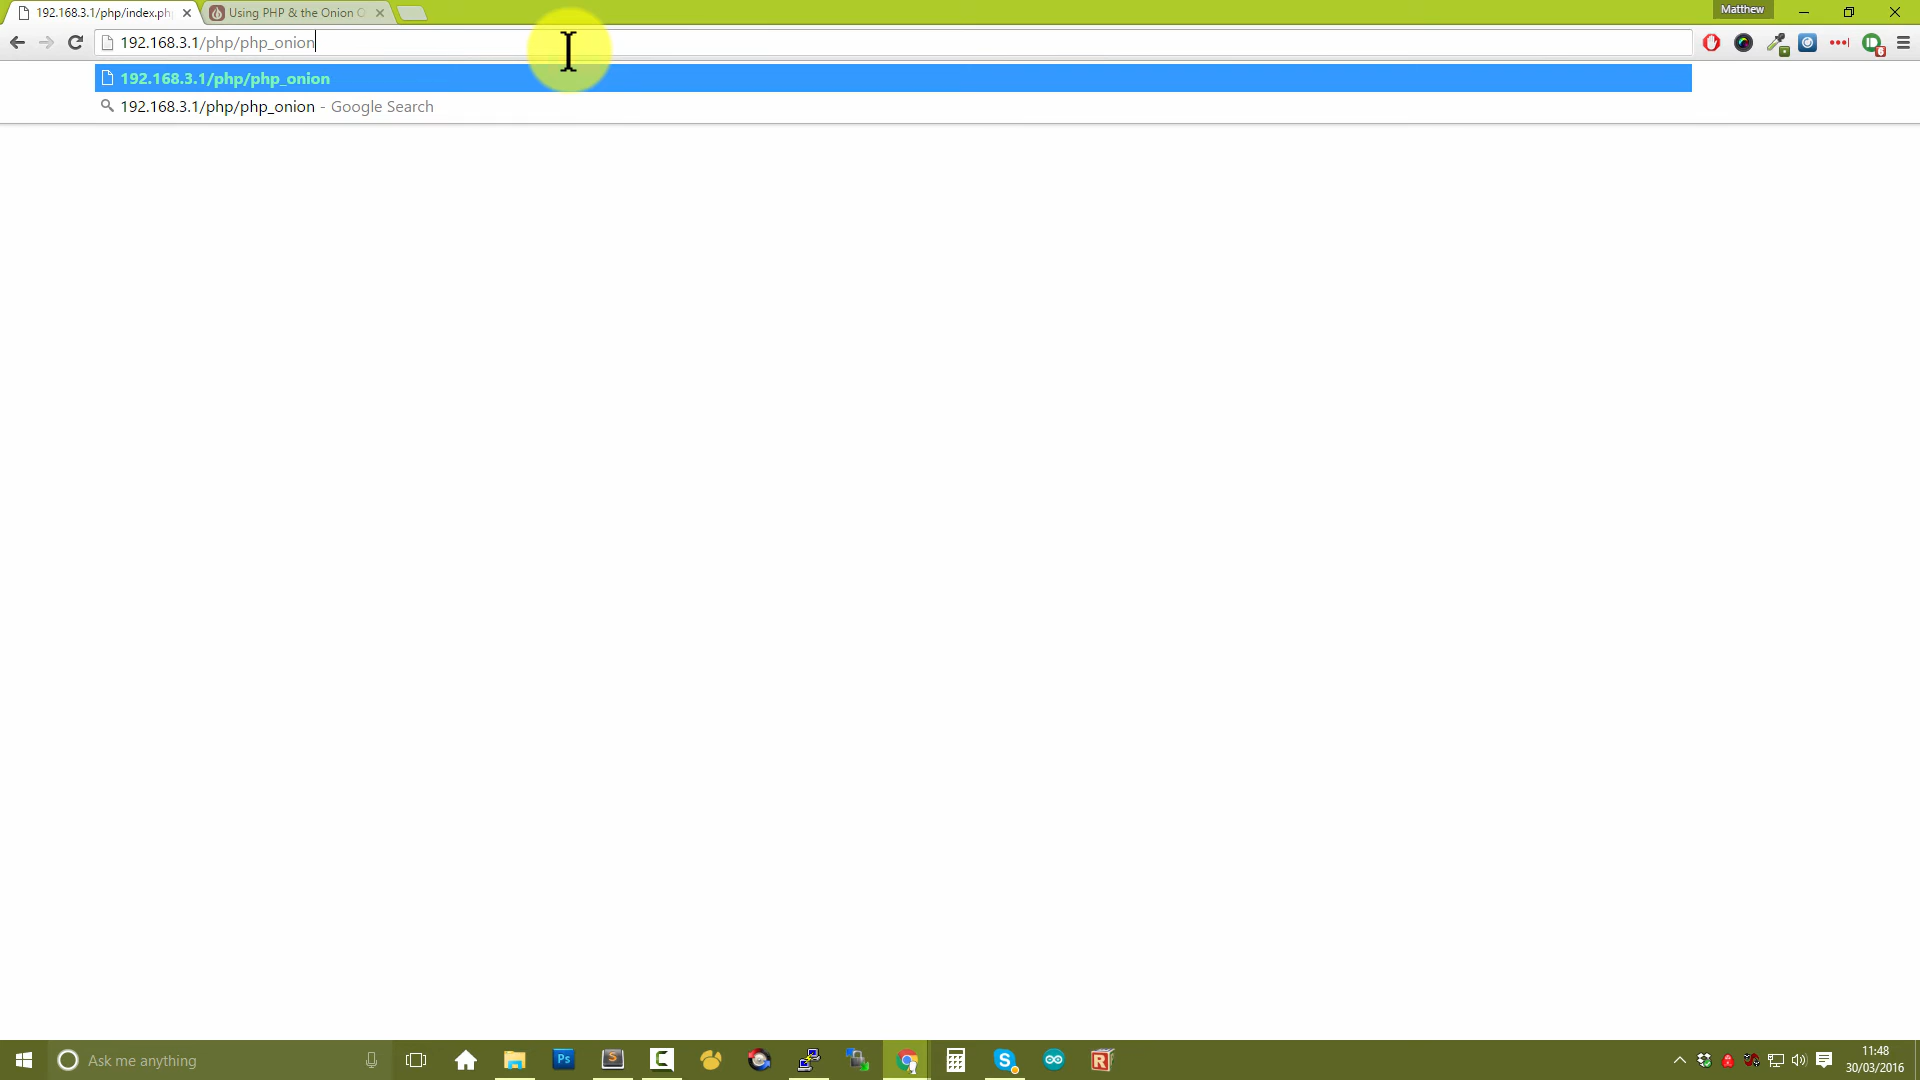 192.168.3.1/php/index.ph
Using PHP & the Onion O
Matthew
192.168.3.1/php/php_onion
192.168.3.1/php/php_onion
192.168.3.1/php/php_onion - Google Search
6
Ask me anything
Ps
S
S
R
11:48
30/03/2016